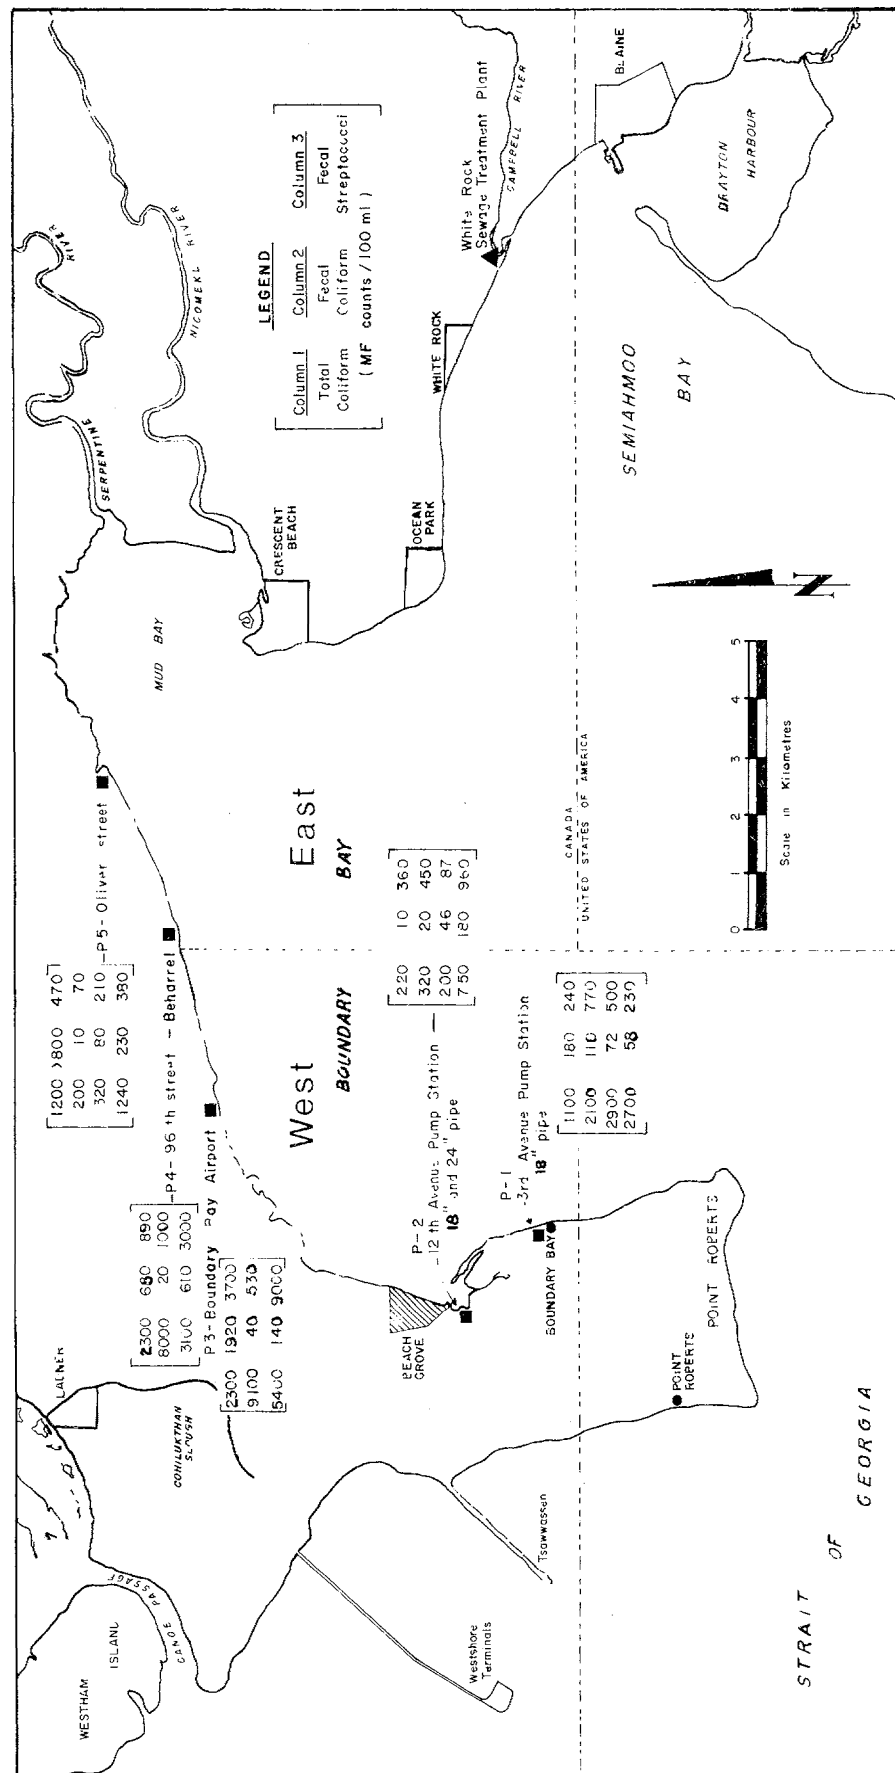 WESTHAM
ISLAND
CANOE PASSAGE
LADNER
COHILUKTHAN
SLOUGH
Westshore
Terminals
Tsawwassen
STRAIT
OF
GEORGIA
1200 >800 470
200 10 70
320 80 210
1240 230 380
P5-Oliver street
2300 680 890
8000 20 1000
3100 610 3000
P4-96 th street - Beharrel
P3-Boundary Bay Airport
2300 1920 3700
9100 40 530
5400 140 9000
BEACH
GROVE
P-2
12 th Avenue Pump Station
18" and 24" pipe
220 10 360
320 20 450
200 46 87
750 180 960
P-1
3rd Avenue Pump Station
18" pipe
1100 180 240
2100 110 770
2900 72 500
2700 58 230
BOUNDARY BAY
POINT
ROBERTS
POINT ROBERTS
West
East
BOUNDARY
BAY
MUD BAY
SERPENTINE
RIVER
NICOMEKL RIVER
CRESCENT
BEACH
OCEAN
PARK
WHITE ROCK
White Rock
Sewage Treatment Plant
CAMPBELL RIVER
LEGEND
Column 1 Column 2 Column 3
Total Fecal Fecal
Coliform Coliform Streptococci
( MF counts / 100 ml )
BLAINE
DRAYTON
HARBOUR
SEMIAHMOO
BAY
CANADA
UNITED STATES OF AMERICA
N
0 1 2 3 4 5
Scale in Kilometres